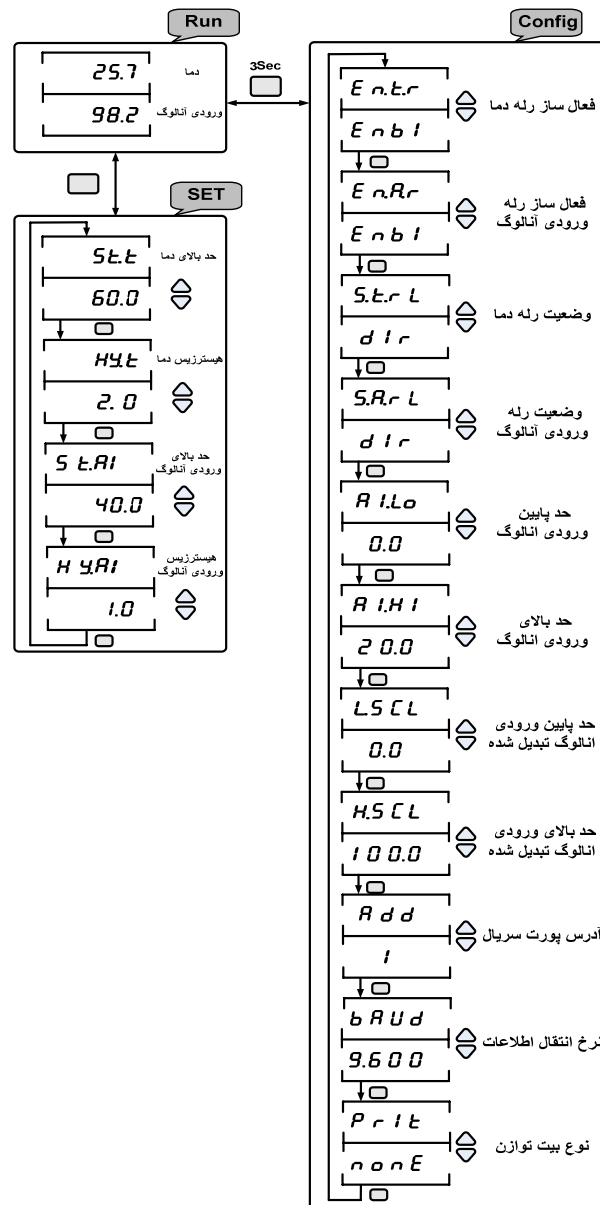 Run
25.7
دما
98.2
ورودی آنالوگ
3Sec
SET
St.t
حد بالای دما
60.0
HY.t
هیسترزیس دما
2.0
St.AI
حد بالای
ورودی آنالوگ
40.0
HY.AI
هیسترزیس
ورودی آنالوگ
1.0
Config
En.t.r
Enbl
فعال ساز رله دما
En.A.r
Enbl
فعال ساز رله
ورودی آنالوگ
S.t.rL
dIr
وضعیت رله دما
S.A.rL
dIr
وضعیت رله
ورودی آنالوگ
AI.Lo
0.0
حد پایین
ورودی انالوگ
AI.HI
20.0
حد بالای
ورودی انالوگ
L.SCL
0.0
حد پایین ورودی
انالوگ تبدیل شده
H.SCL
100.0
حد بالای ورودی
انالوگ تبدیل شده
Add
1
آدرس پورت سریال
bAUd
9.600
نرخ انتقال اطلاعات
PrIt
nonE
نوع بیت توازن